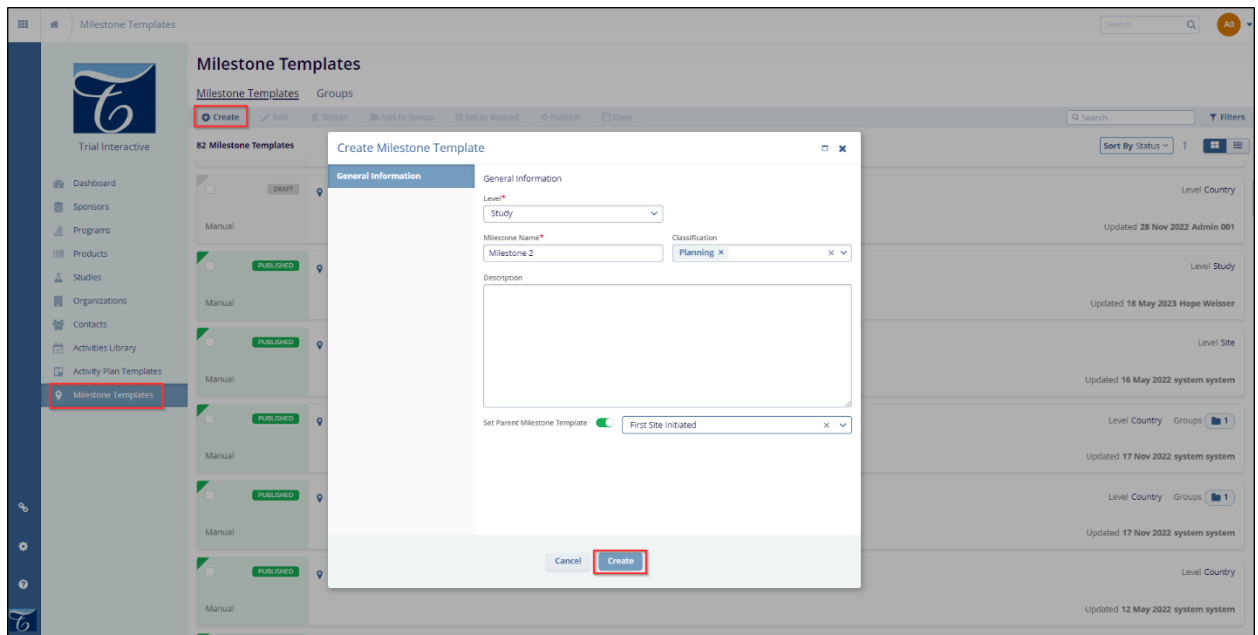 Milestone Templates
Search
AD
Trial Interactive
Dashboard
Sponsors
Programs
Products
Studies
Organizations
Contacts
Activities Library
Activity Plan Templates
Milestone Templates
Milestone Templates
Milestone Templates Groups
Create Edit Delete Add to Group Set to Retired Publish Copy
Search Filters
82 Milestone Templates
Sort By Status
DRAFT
Level Country
Manual
Updated 28 Nov 2022 Admin 001
PUBLISHED
Level Study
Manual
Updated 18 May 2023 Hope Weisser
PUBLISHED
Level Site
Manual
Updated 16 May 2022 system system
PUBLISHED
Level Country Groups 1
Manual
Updated 17 Nov 2022 system system
PUBLISHED
Level Country Groups 1
Manual
Updated 17 Nov 2022 system system
PUBLISHED
Level Country
Manual
Updated 12 May 2022 system system
Create Milestone Template
General Information
General Information
Level*
Study
Milestone Name*
Milestone 2
Classification
Planning ×
Description
Set Parent Milestone Template
First Site Initiated
Cancel Create